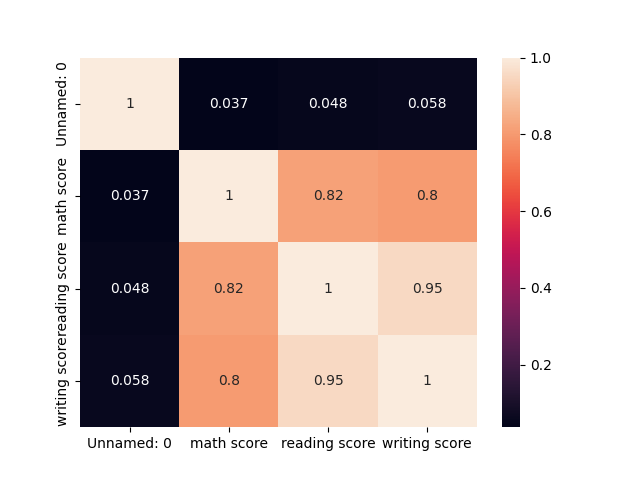 Unnamed: 0
1 0.037 0.048 0.058
math score
0.037 1 0.82 0.8
reading score
0.048 0.82 1 0.95
writing score
0.058 0.8 0.95 1
Unnamed: 0 math score reading score writing score
1.0
0.8
0.6
0.4
0.2